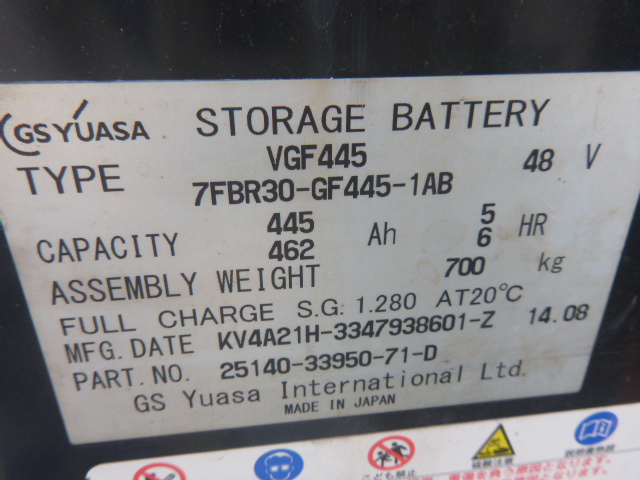 GS YUASA STORAGE BATTERY
TYPE VGF445 48 V
7FBR30-GF445-1AB
CAPACITY 445 Ah 5 HR
462 6
ASSEMBLY WEIGHT 700 kg
FULL CHARGE S.G. 1.280 AT20℃
MFG. DATE KV4A21H-3347938601-Z 14.08
PART. NO. 25140-33950-71-D
GS Yuasa International Ltd.
MADE IN JAPAN